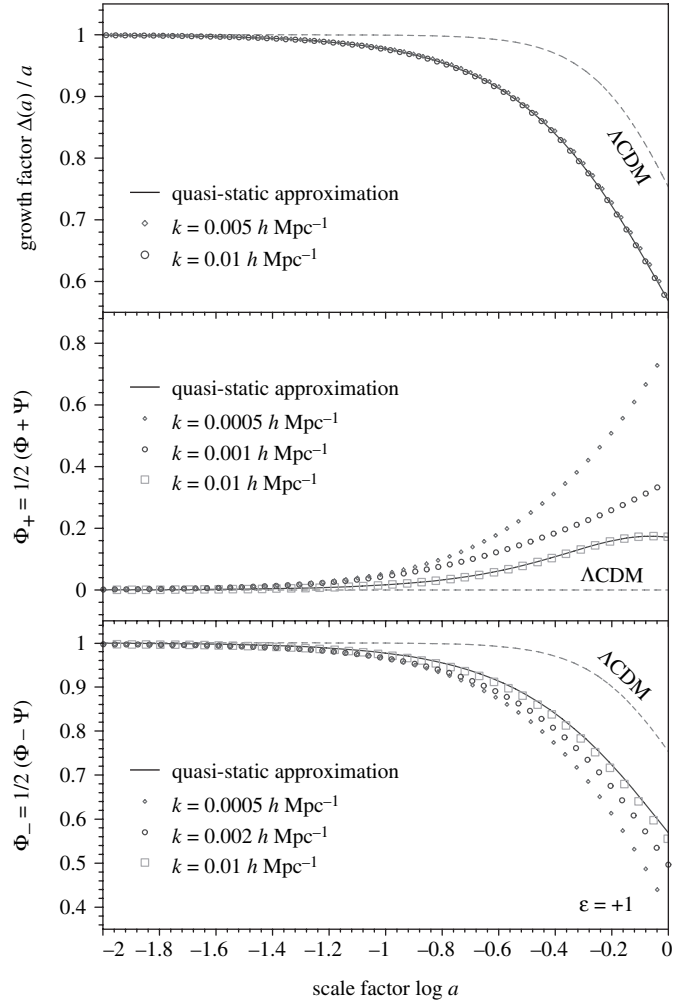 1
0.9
0.8
0.7
0.6
growth factor Δ(a) / a
ΛCDM
quasi-static approximation
k = 0.005 h Mpc⁻¹
k = 0.01 h Mpc⁻¹
0.8
0.6
0.4
0.2
0
Φ₊ = 1/2 (Φ + Ψ)
quasi-static approximation
k = 0.0005 h Mpc⁻¹
k = 0.001 h Mpc⁻¹
k = 0.01 h Mpc⁻¹
ΛCDM
1
0.9
0.8
0.7
0.6
0.5
0.4
Φ₋ = 1/2 (Φ – Ψ)
ΛCDM
quasi-static approximation
k = 0.0005 h Mpc⁻¹
k = 0.002 h Mpc⁻¹
k = 0.01 h Mpc⁻¹
ε = +1
–2 –1.8 –1.6 –1.4 –1.2 –1 –0.8 –0.6 –0.4 –0.2 0
scale factor log a